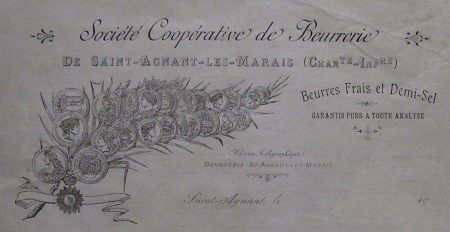 Société Coopérative de Beurrerie
DE SAINT-AGNANT-LES-MARAIS (CHARTE-INFRE)
Beurres Frais et Demi-Sel
GARANTIS PURS A TOUTE ANALYSE
Adresse Télégraphique:
BEURRERIE ST-AGNANT-LES-MARAIS
Saint-Agnant, le 19